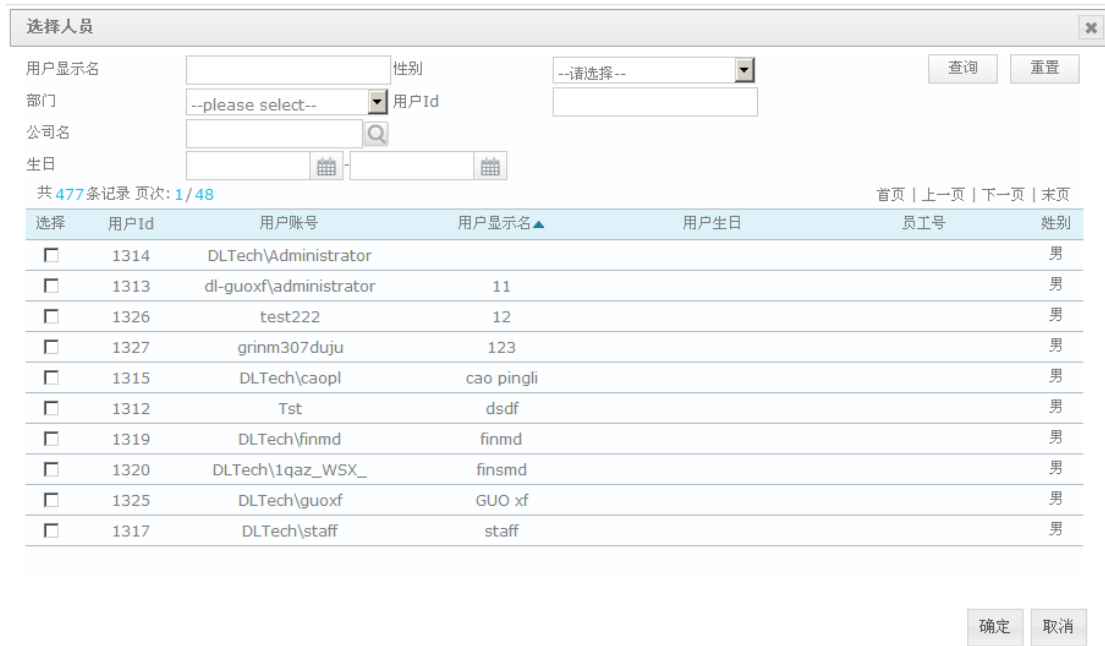 选择人员
用户显示名 性别 --请选择-- 查询 重置
部门 --please select-- 用户Id
公司名
生日 -
共477条记录 页次: 1/48 首页 | 上一页 | 下一页 | 末页
选择 用户Id 用户账号 用户显示名▲ 用户生日 员工号 姓别
1314 DLTech\Administrator 男
1313 dl-guoxf\administrator 11 男
1326 test222 12 男
1327 grinm307duju 123 男
1315 DLTech\caopl cao pingli 男
1312 Tst dsdf 男
1319 DLTech\finmd finmd 男
1320 DLTech\1qaz_WSX_ finsmd 男
1325 DLTech\guoxf GUO xf 男
1317 DLTech\staff staff 男
确定 取消